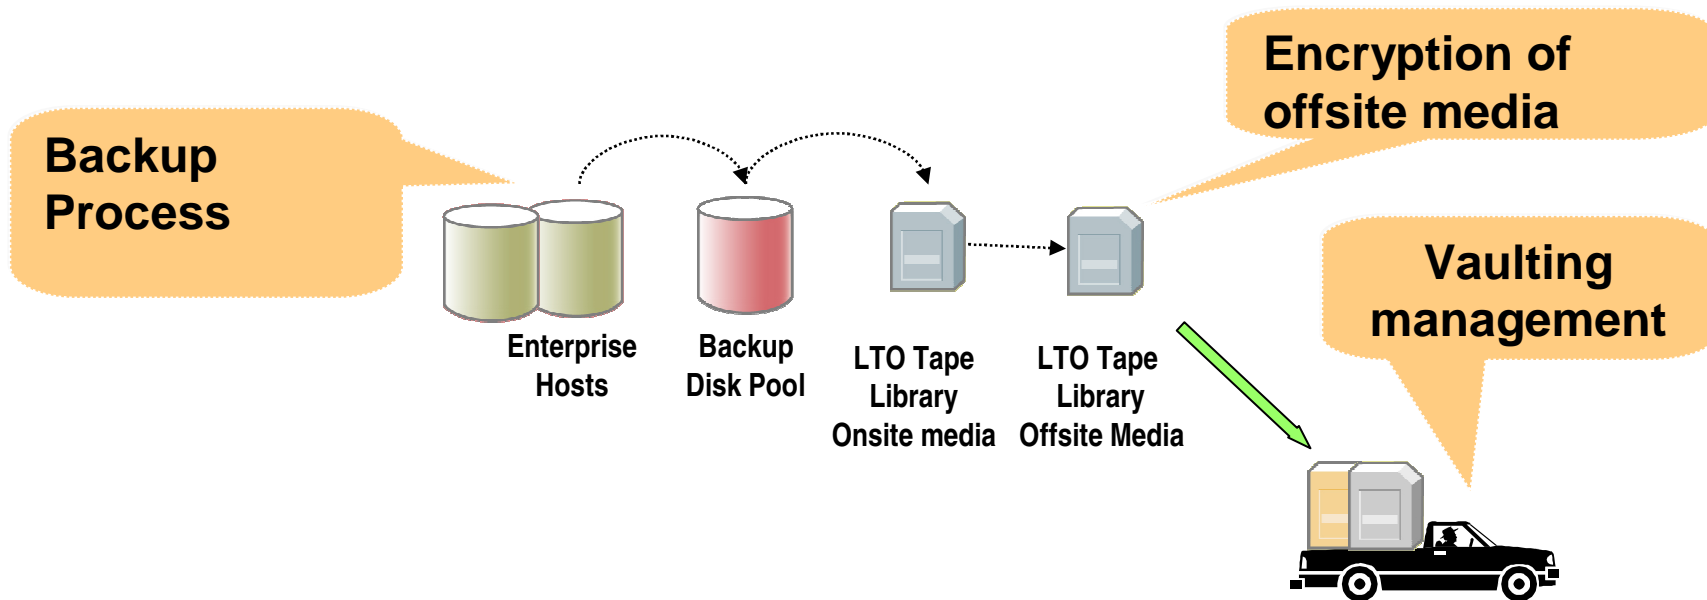 Encryption of
offsite media
Backup
Process
Vaulting
management
Enterprise
Hosts
Backup
Disk Pool
LTO Tape
Library
Onsite media
LTO Tape
Library
Offsite Media